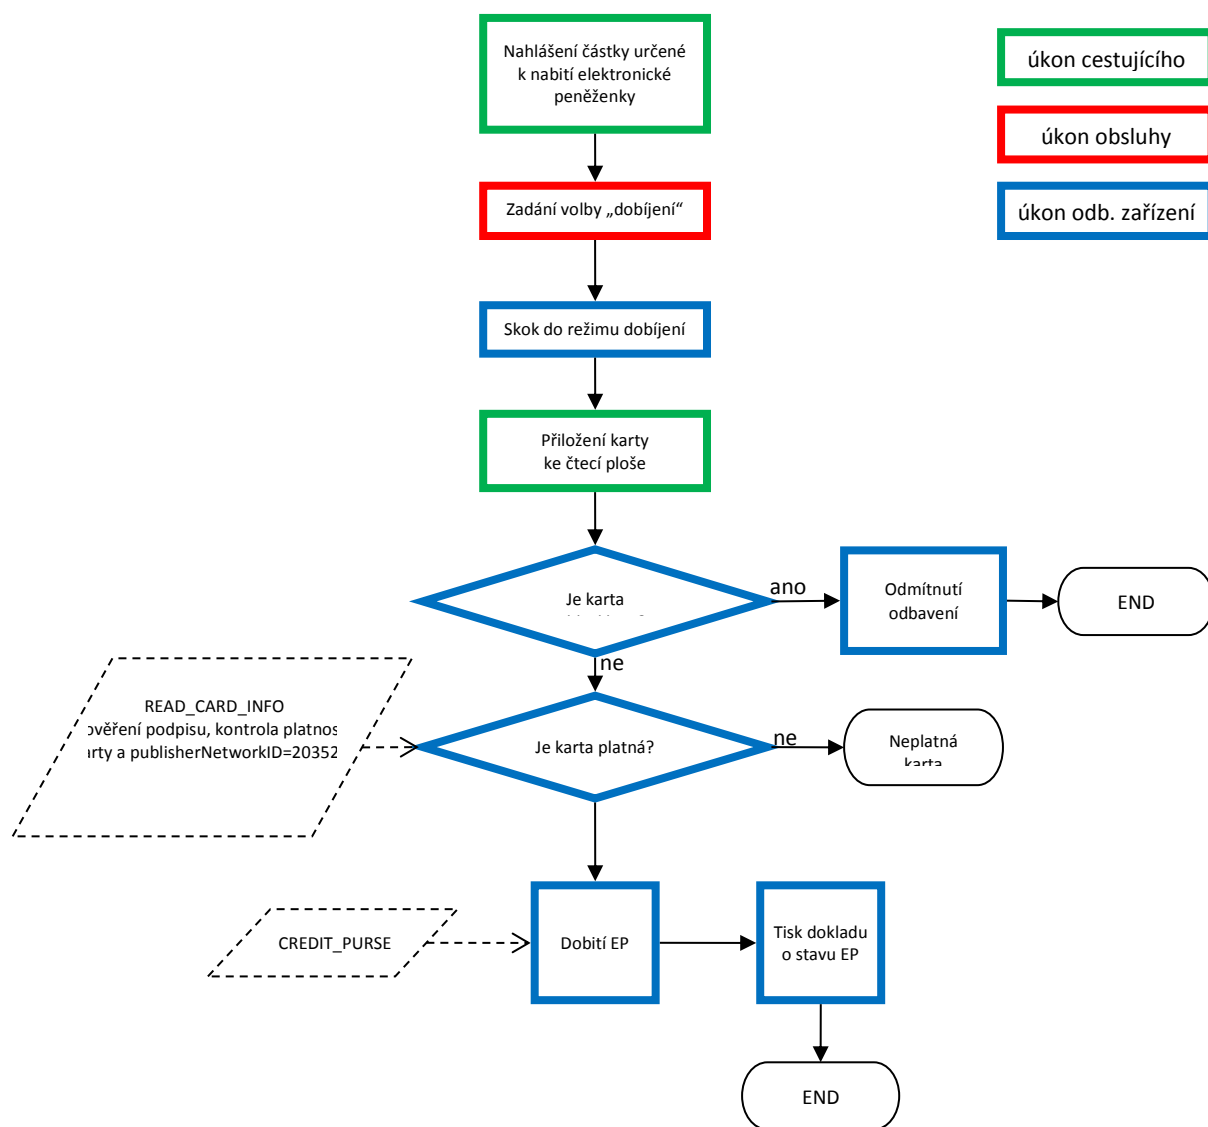 Nahlášení částky určené
k nabití elektronické
peněženky
úkon cestujícího
úkon obsluhy
úkon odb. zařízení
Zadání volby „dobíjení“
Skok do režimu dobíjení
Přiložení karty
ke čtecí ploše
Je karta
ano
Odmítnutí
odbavení
END
ne
READ_CARD_INFO
ověření podpisu, kontrola platnos
arty a publisherNetworkID=20352
Je karta platná?
ne
Neplatná
karta
CREDIT_PURSE
Dobití EP
Tisk dokladu
o stavu EP
END